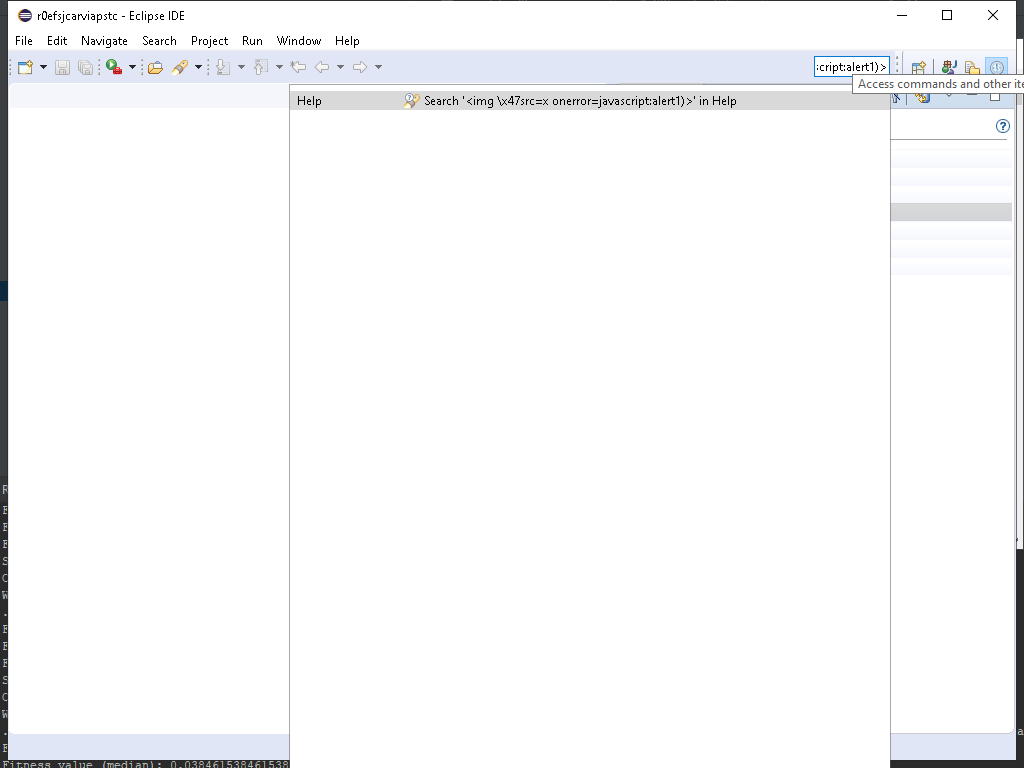 r0efsjcarviapstc - Eclipse IDE
File Edit Navigate Search Project Run Window Help
:cript:alert1)>
Access commands and other ite
Help Search '<img \x47src=x onerror=javascript:alert1)>' in Help
Fitness value (median): 0.038461538461538